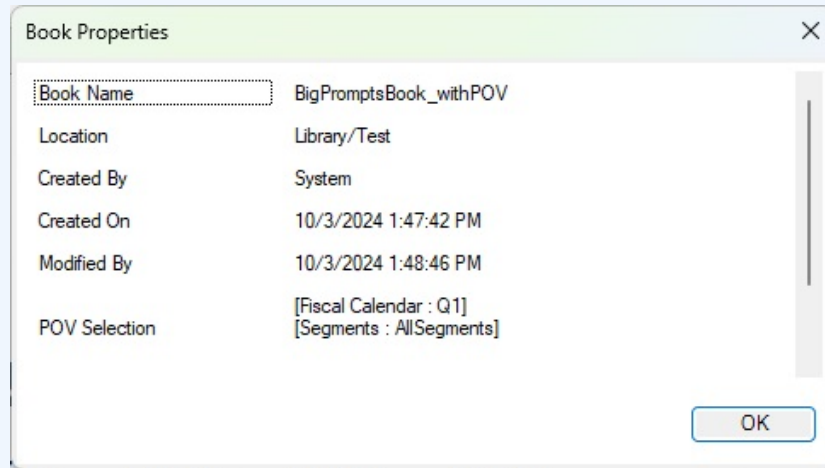 Book Properties
Book Name BigPromptsBook_withPOV
Location Library/Test
Created By System
Created On 10/3/2024 1:47:42 PM
Modified By 10/3/2024 1:48:46 PM
[Fiscal Calendar : Q1]
POV Selection [Segments : AllSegments]
OK